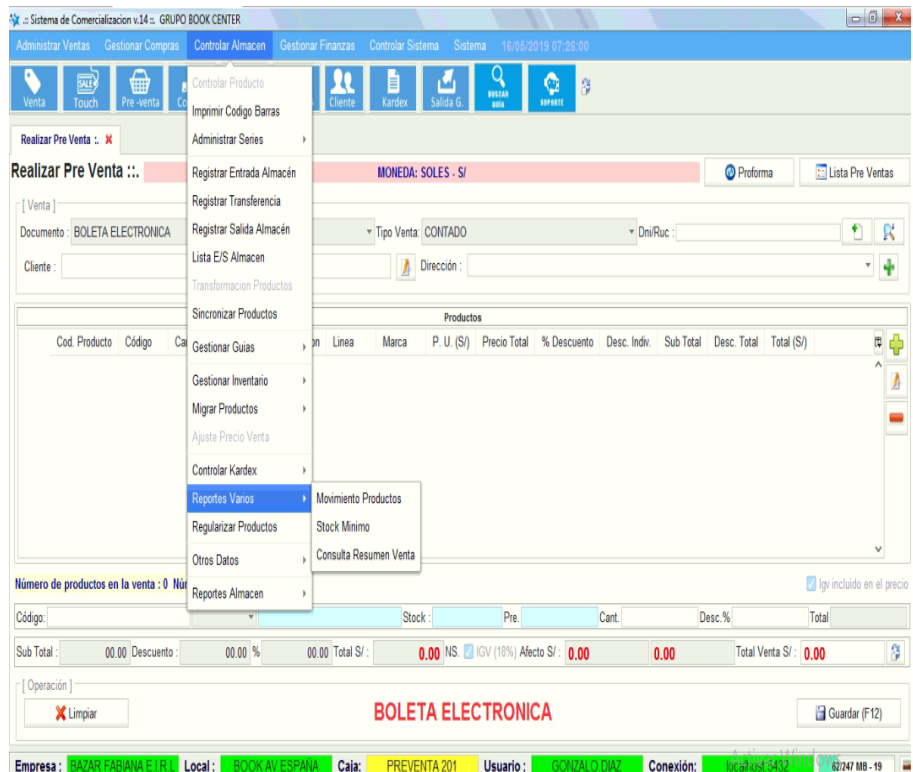 .:: Sistema de Comercializacion v.14 ::. GRUPO BOOK CENTER
Administrar Ventas Gestionar Compras Controlar Almacen Gestionar Finanzas Controlar Sistema Sistema 16/05/2019 07:26:00
Venta Touch Pre -venta Co Cliente Kardex Salida G. BUSCAR GUÍA SOPORTE
Realizar Pre Venta :.
Realizar Pre Venta ::. MONEDA: SOLES - S/ Proforma Lista Pre Ventas
[ Venta ]
Documento : BOLETA ELECTRONICA Tipo Venta: CONTADO Dni/Ruc :
Cliente : Dirección :
Productos
Cod. Producto Código Linea Marca P. U. (S/) Precio Total % Descuento Desc. Indiv. Sub Total Desc. Total Total (S/)
Controlar Producto
Imprimir Codigo Barras
Administrar Series
Registrar Entrada Almacén
Registrar Transferencia
Registrar Salida Almacén
Lista E/S Almacen
Transformacion Productos
Sincronizar Productos
Gestionar Guias
Gestionar Inventario
Migrar Productos
Ajuste Precio Venta
Controlar Kardex
Reportes Varios
Regularizar Productos
Otros Datos
Reportes Almacen
Movimiento Productos
Stock Minimo
Consulta Resumen Venta
Número de productos en la venta : 0 Igv incluido en el precio
Código: Stock : Pre. Cant. Desc.% Total
Sub Total : 00.00 Descuento : 00.00 % 00.00 Total S/ : 0.00 NS. IGV (18%) Afecto S/ : 0.00 0.00 Total Venta S/ : 0.00
[ Operación ]
Limpiar BOLETA ELECTRONICA Guardar (F12)
Empresa : BAZAR FABIANA E.I.R.L Local : BOOK AV.ESPAÑA Caja: PREVENTA 201 Usuario : GONZALO.DIAZ Conexión: localhost:5432 62/247 MB - 19